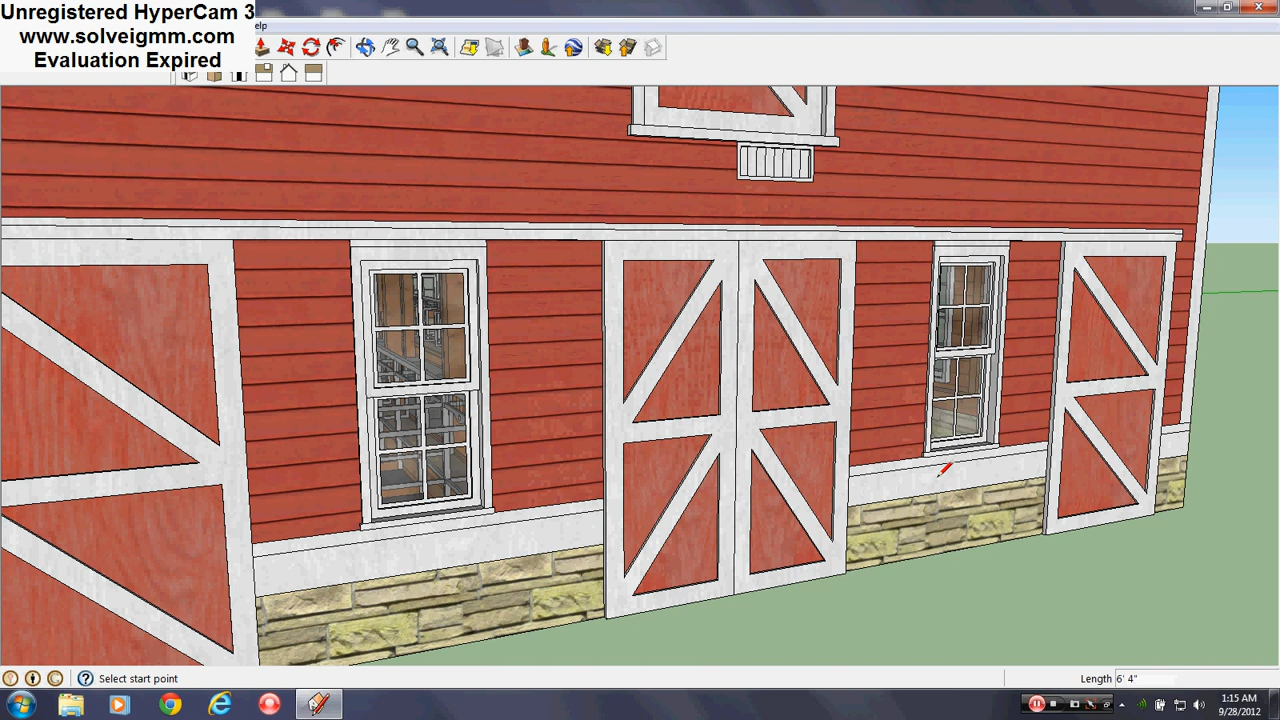 Unregistered HyperCam 3
www.solveigmm.com
Evaluation Expired
elp
Select start point
Length 6' 4"
1:15 AM
9/28/2012